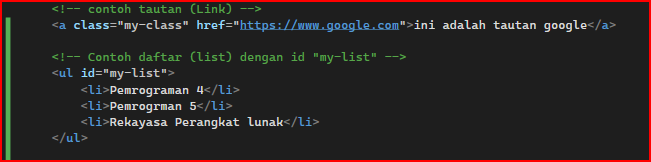 <!-- contoh tautan (Link) -->
<a class="my-class" href="https://www.google.com">ini adalah tautan google</a>
<!-- Contoh daftar (list) dengan id "my-list" -->
<ul id="my-list">
<li>Pemrograman 4</li>
<li>Pemrogrman 5</li>
<li>Rekayasa Perangkat lunak</li>
</ul>